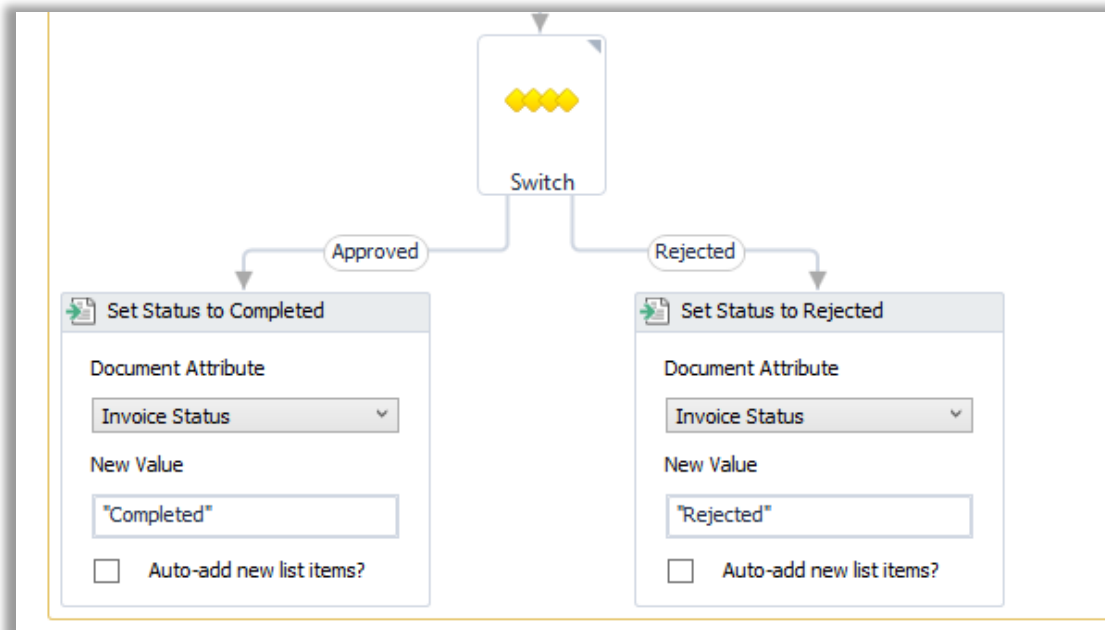 Switch
Approved
Rejected
Set Status to Completed
Document Attribute
Invoice Status
New Value
"Completed"
Auto-add new list items?
Set Status to Rejected
Document Attribute
Invoice Status
New Value
"Rejected"
Auto-add new list items?